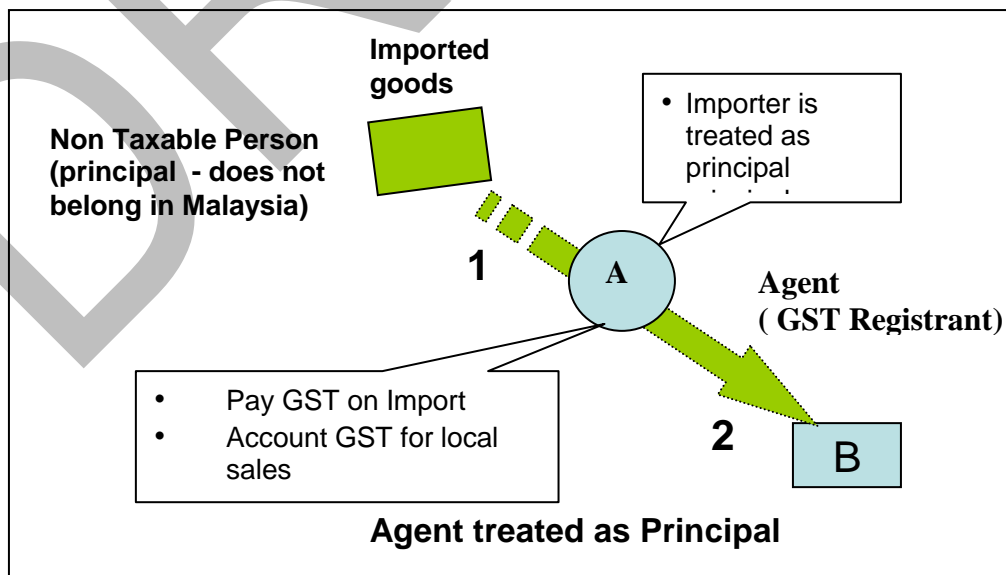 Imported
goods
Non Taxable Person
(principal - does not
belong in Malaysia)
• Importer is
treated as
principal
1
A
Agent
( GST Registrant)
• Pay GST on Import
• Account GST for local
sales
2
B
Agent treated as Principal